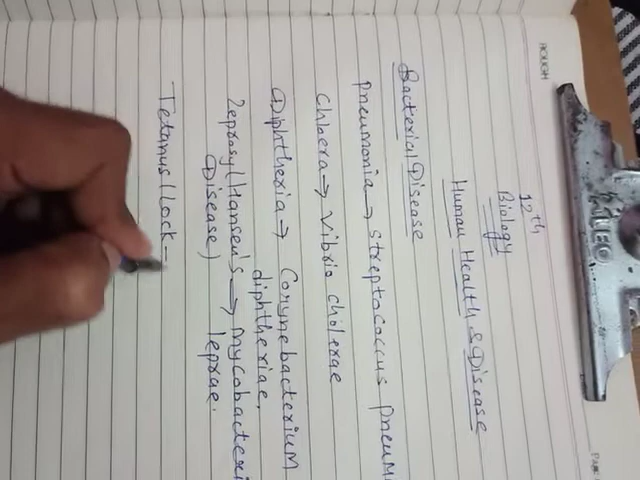 12th
Biology
Human Health & Disease
Bacterial Disease
Pneumonia → Streptococcus pneum
Chloera → Vibrio cholerae
Diphtheria → Corynebacterium
diphtheriae.
Leprosy (Hansen's → mycobacteri
Disease) leprae.
Tetanus (Lock-